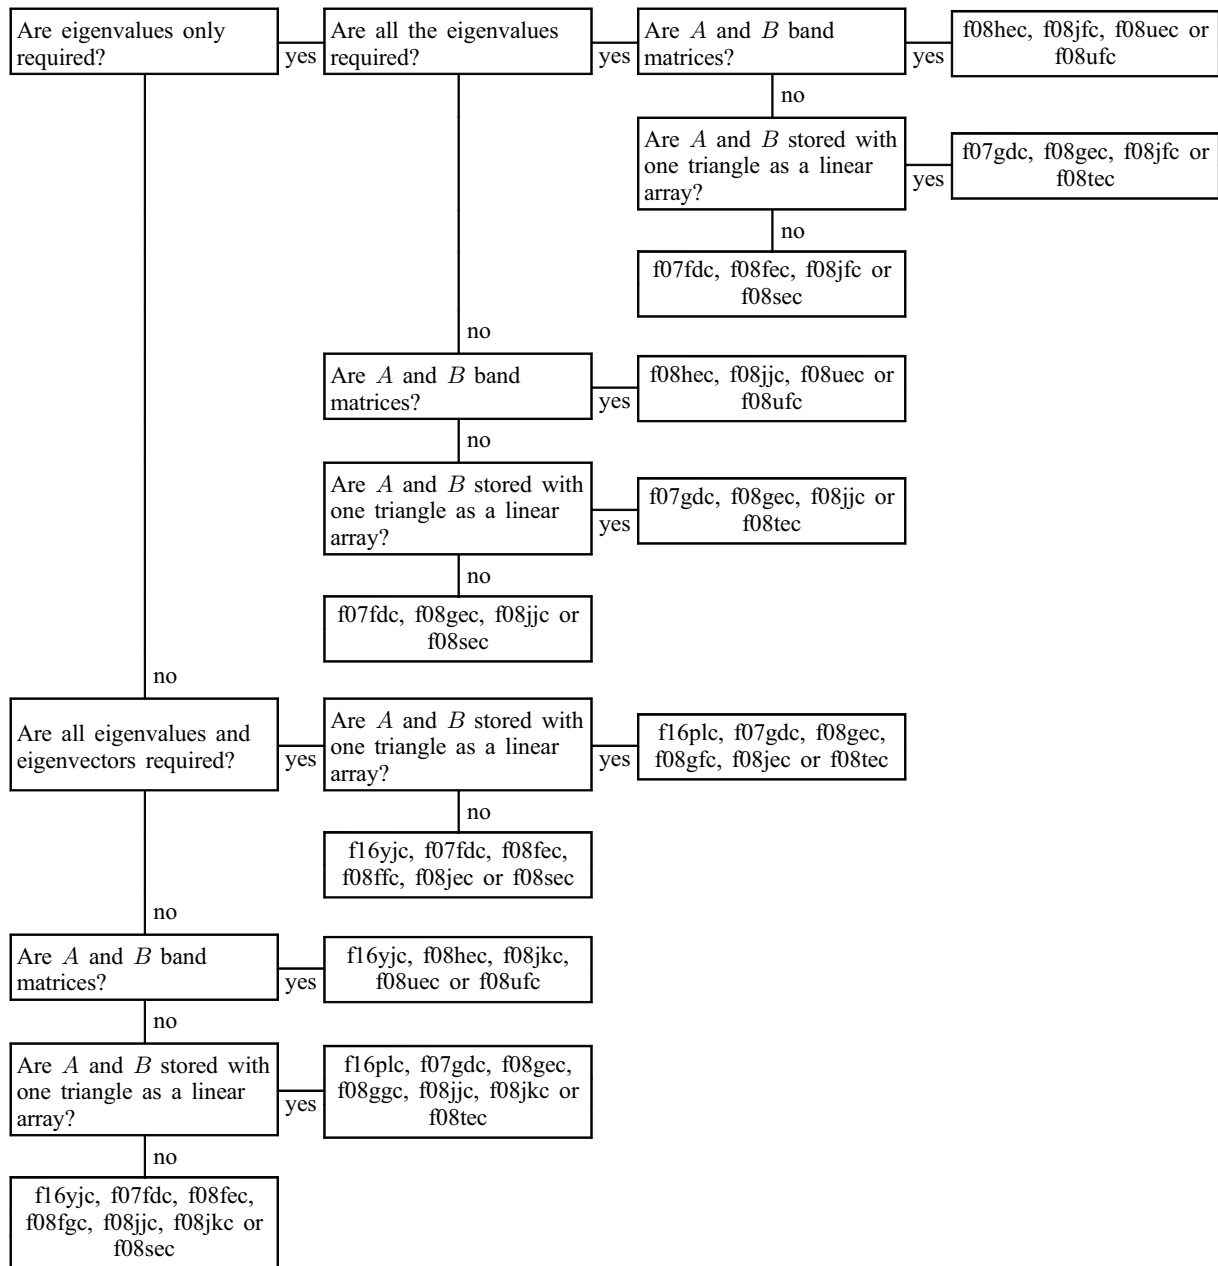 Are eigenvalues only
required?
yes
Are all the eigenvalues
required?
yes
Are A and B band
matrices?
yes
f08hec, f08jfc, f08uec or
f08ufc
no
Are A and B stored with
one triangle as a linear
array?
yes
f07gdc, f08gec, f08jfc or
f08tec
no
f07fdc, f08fec, f08jfc or
f08sec
no
Are A and B band
matrices?
yes
f08hec, f08jjc, f08uec or
f08ufc
no
Are A and B stored with
one triangle as a linear
array?
yes
f07gdc, f08gec, f08jjc or
f08tec
no
f07fdc, f08gec, f08jjc or
f08sec
no
Are all eigenvalues and
eigenvectors required?
yes
Are A and B stored with
one triangle as a linear
array?
yes
f16plc, f07gdc, f08gec,
f08gfc, f08jec or f08tec
no
f16yjc, f07fdc, f08fec,
f08ffc, f08jec or f08sec
no
Are A and B band
matrices?
yes
f16yjc, f08hec, f08jkc,
f08uec or f08ufc
no
Are A and B stored with
one triangle as a linear
array?
yes
f16plc, f07gdc, f08gec,
f08ggc, f08jjc, f08jkc or
f08tec
no
f16yjc, f07fdc, f08fec,
f08fgc, f08jjc, f08jkc or
f08sec